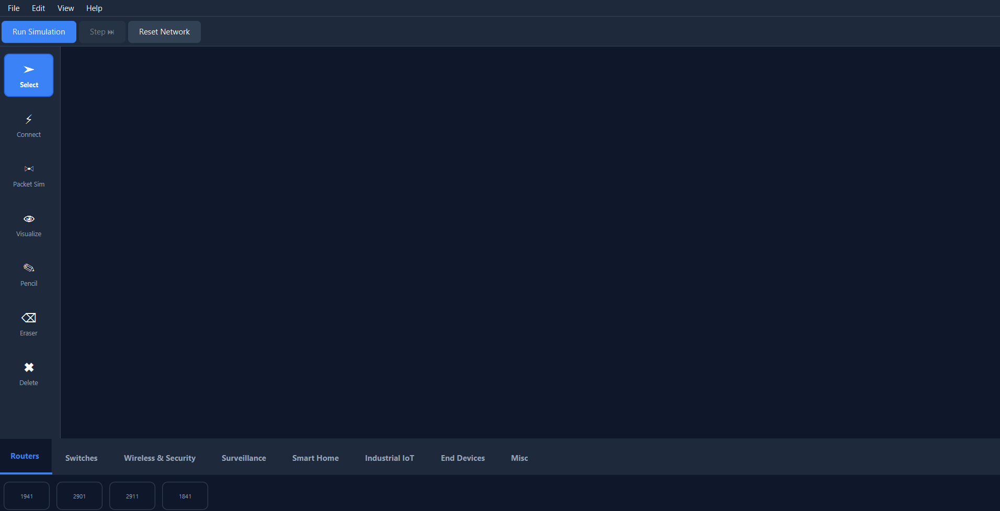 File Edit View Help
Run Simulation Step ⏭ Reset Network
Select
Connect
Packet Sim
Visualize
Pencil
Eraser
Delete
Routers Switches Wireless & Security Surveillance Smart Home Industrial IoT End Devices Misc
1941 2901 2911 1841